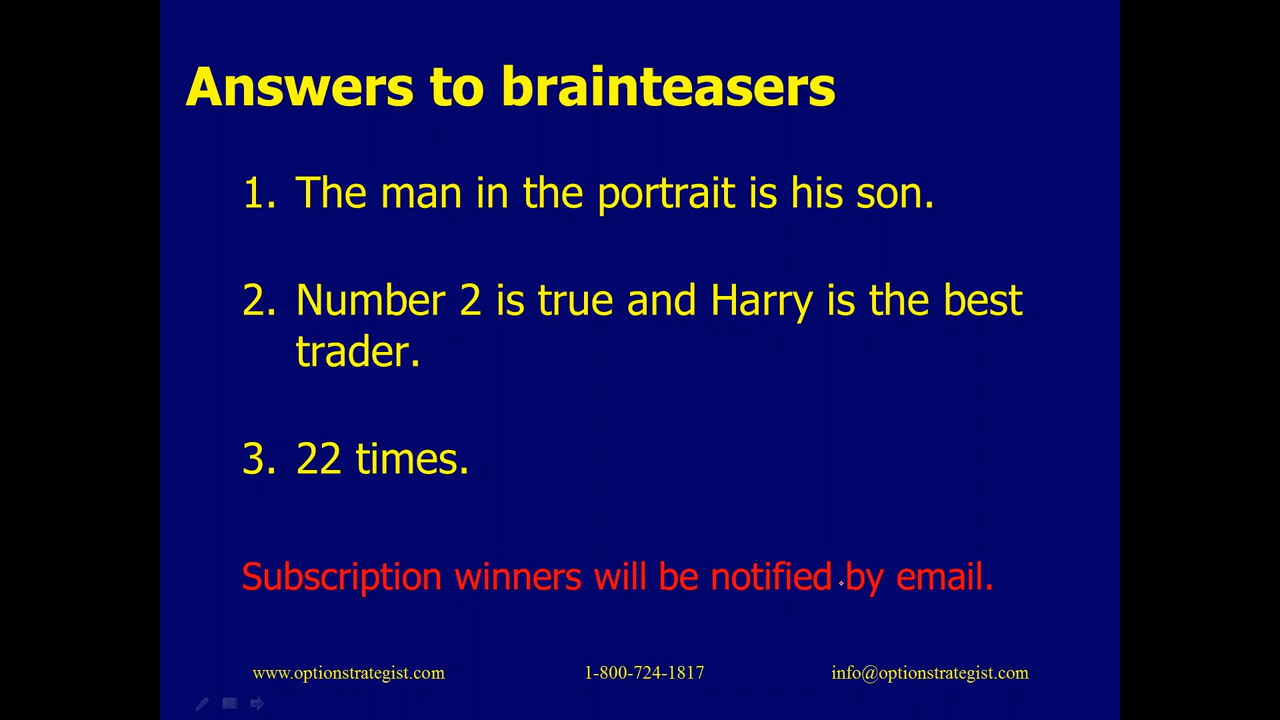 Answers to brainteasers
1. The man in the portrait is his son.
2. Number 2 is true and Harry is the best
trader.
3. 22 times.
Subscription winners will be notified by email.
www.optionstrategist.com 1-800-724-1817 info@optionstrategist.com